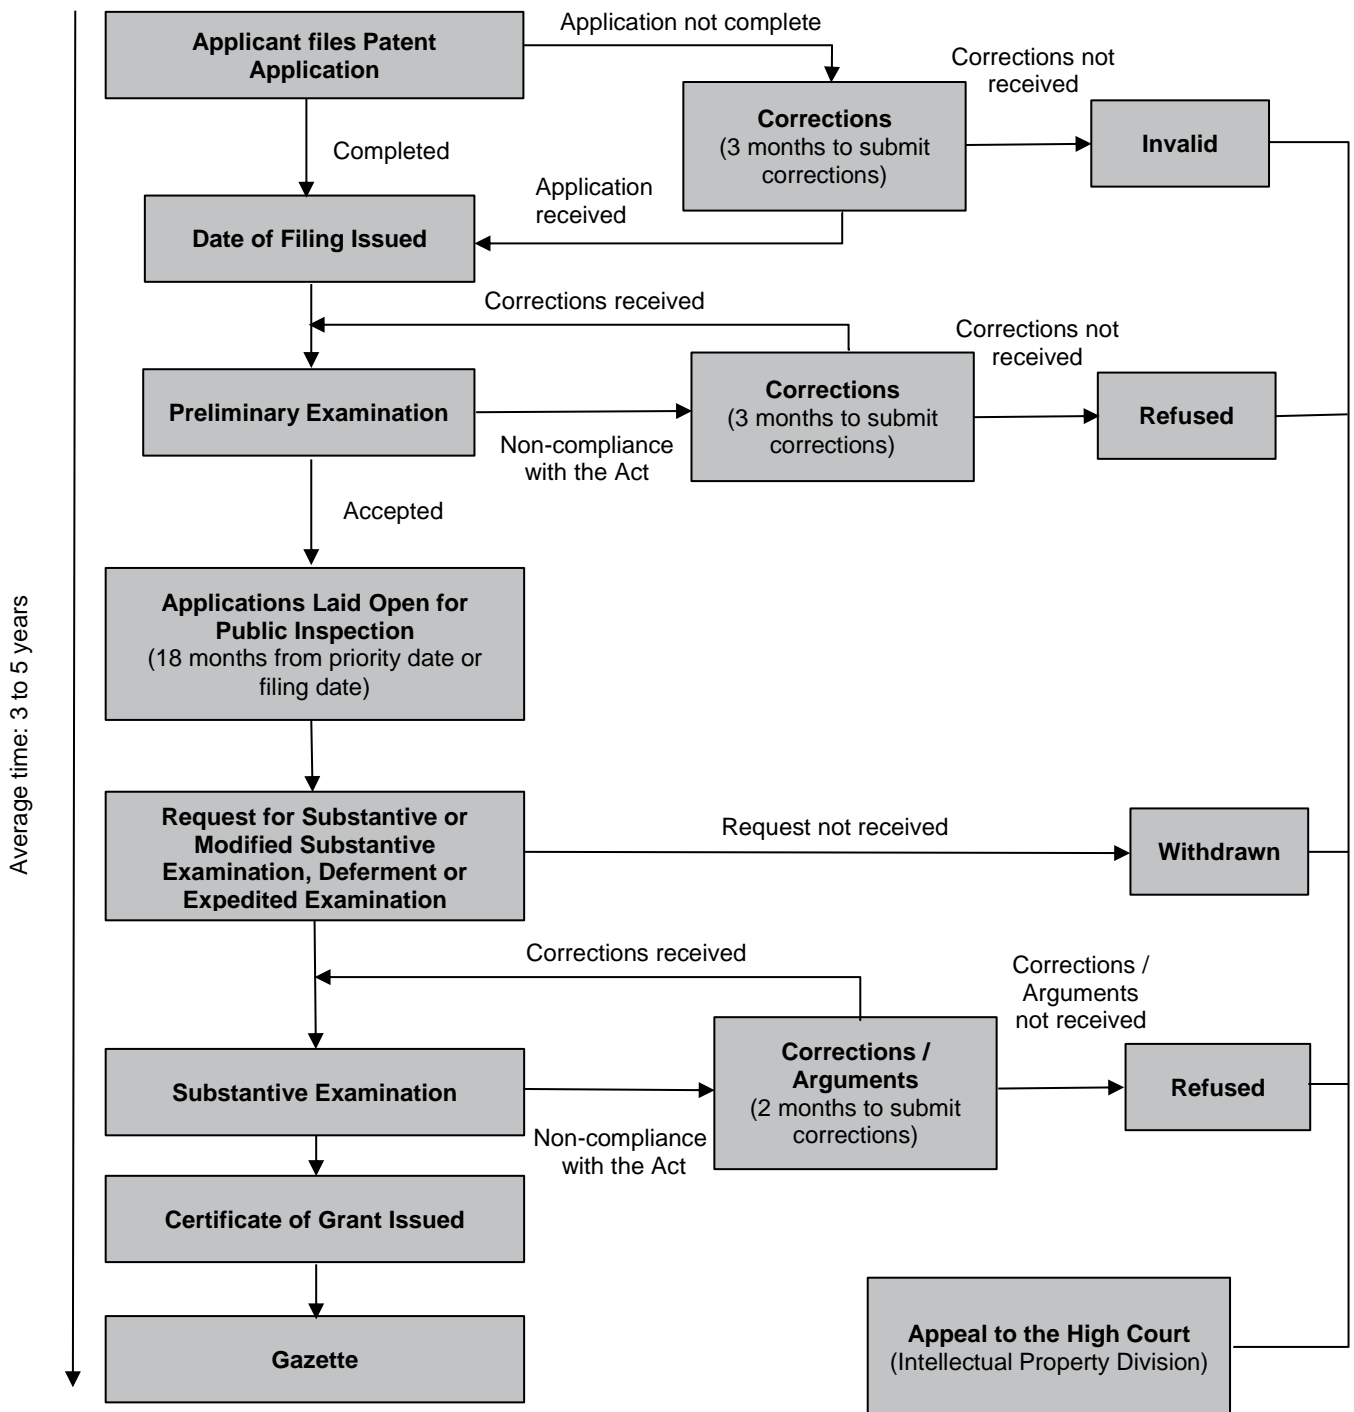 Applicant files Patent
Application
Application not complete
Corrections
(3 months to submit
corrections)
Corrections not
received
Invalid
Completed
Application
received
Date of Filing Issued
Corrections received
Preliminary Examination
Non-compliance
with the Act
Corrections
(3 months to submit
corrections)
Corrections not
received
Refused
Accepted
Applications Laid Open for
Public Inspection
(18 months from priority date or
filing date)
Average time: 3 to 5 years
Request for Substantive or
Modified Substantive
Examination, Deferment or
Expedited Examination
Request not received
Withdrawn
Corrections received
Substantive Examination
Non-compliance
with the Act
Corrections /
Arguments
(2 months to submit
corrections)
Corrections /
Arguments
not received
Refused
Certificate of Grant Issued
Gazette
Appeal to the High Court
(Intellectual Property Division)